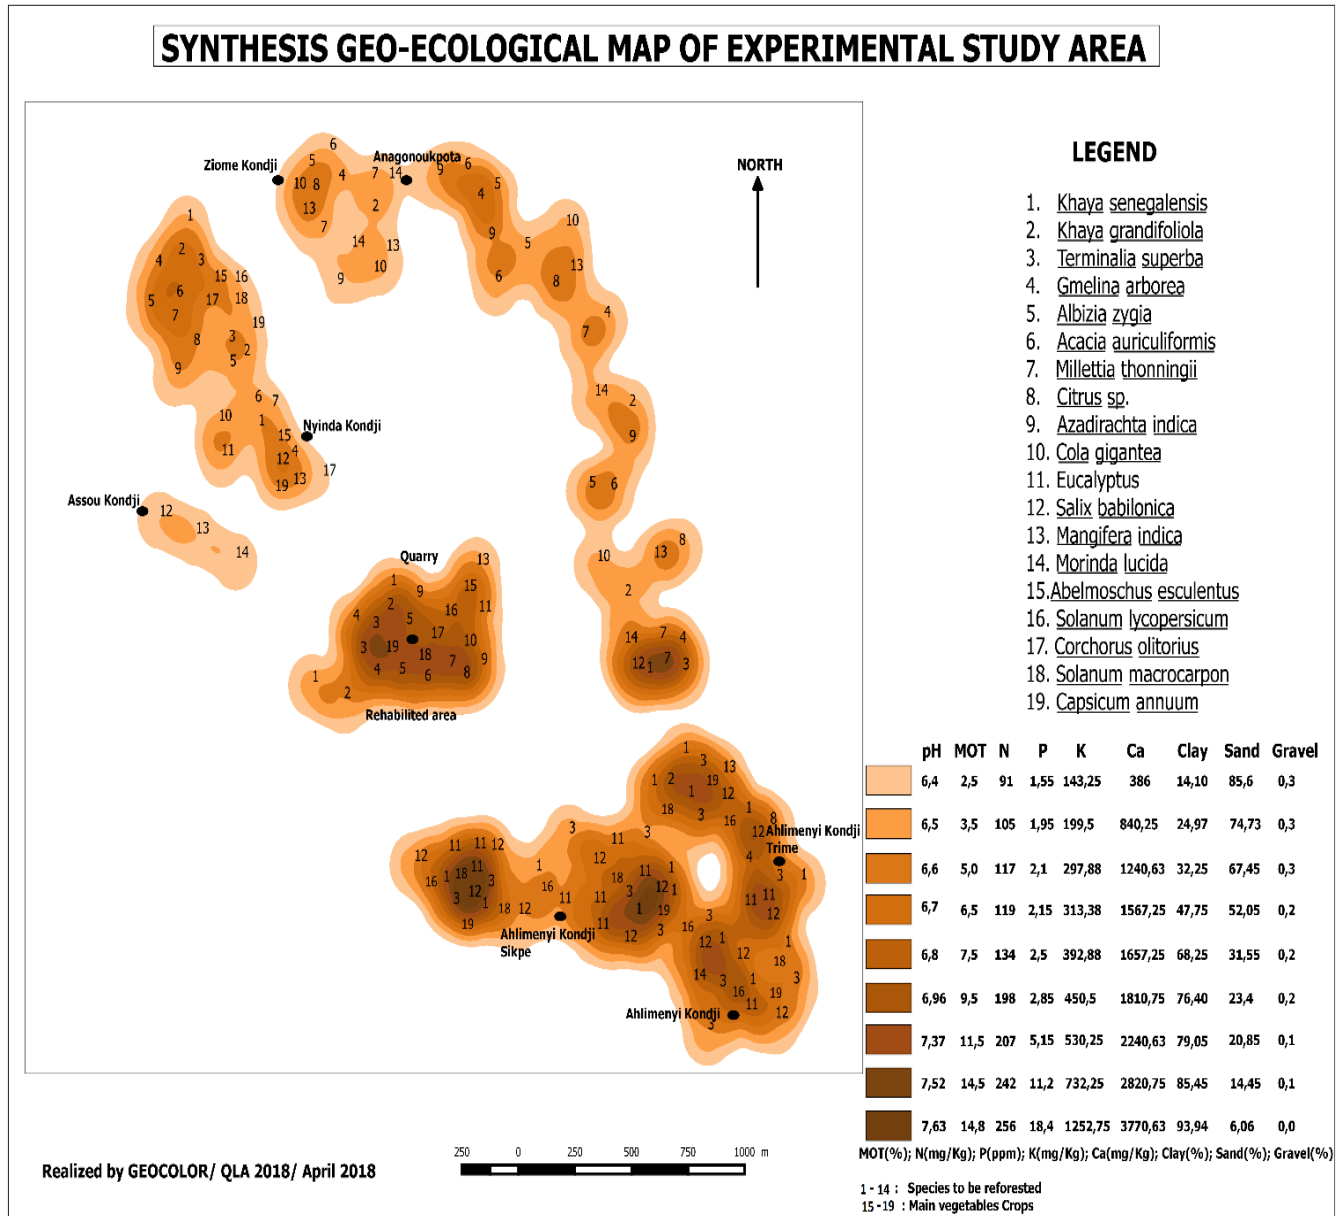 SYNTHESIS GEO-ECOLOGICAL MAP OF EXPERIMENTAL STUDY AREA
Ziome Kondji
Anagonoukpota
NORTH
Nyinda Kondji
Assou Kondji
Quarry
Rehabilited area
Ahlimenyi Kondji
Trime
Ahlimenyi Kondji
Sikpe
Ahlimenyi Kondji
LEGEND
1. Khaya senegalensis
2. Khaya grandifoliola
3. Terminalia superba
4. Gmelina arborea
5. Albizia zygia
6. Acacia auriculiformis
7. Millettia thonningii
8. Citrus sp.
9. Azadirachta indica
10. Cola gigantea
11. Eucalyptus
12. Salix babilonica
13. Mangifera indica
14. Morinda lucida
15.Abelmoschus esculentus
16. Solanum lycopersicum
17. Corchorus olitorius
18. Solanum macrocarpon
19. Capsicum annuum
pH MOT N P K Ca Clay Sand Gravel
6,4 2,5 91 1,55 143,25 386 14,10 85,6 0,3
6,5 3,5 105 1,95 199,5 840,25 24,97 74,73 0,3
6,6 5,0 117 2,1 297,88 1240,63 32,25 67,45 0,3
6,7 6,5 119 2,15 313,38 1567,25 47,75 52,05 0,2
6,8 7,5 134 2,5 392,88 1657,25 68,25 31,55 0,2
6,96 9,5 198 2,85 450,5 1810,75 76,40 23,4 0,2
7,37 11,5 207 5,15 530,25 2240,63 79,05 20,85 0,1
7,52 14,5 242 11,2 732,25 2820,75 85,45 14,45 0,1
7,63 14,8 256 18,4 1252,75 3770,63 93,94 6,06 0,0
MOT(%); N(mg/Kg); P(ppm); K(mg/Kg); Ca(mg/Kg); Clay(%); Sand(%); Gravel(%)
1 - 14 : Species to be reforested
15 -19 : Main vegetables Crops
250 0 250 500 1000 m
Realized by GEOCOLOR/ QLA 2018/ April 2018